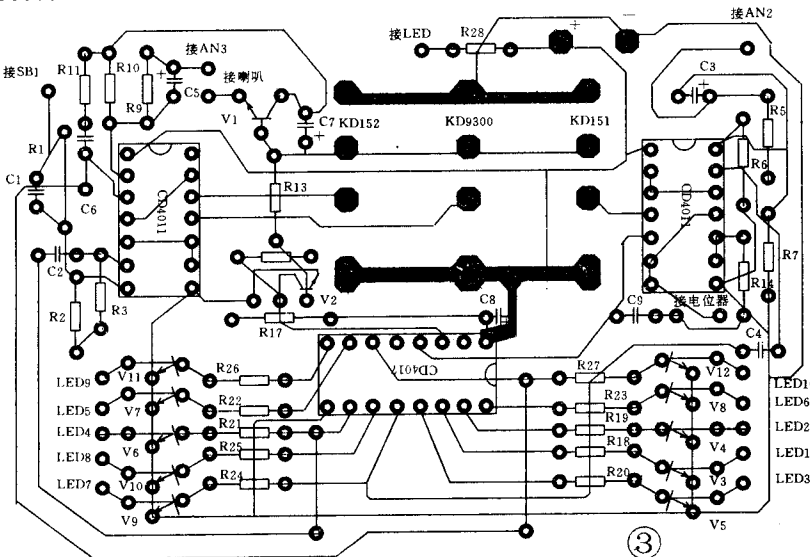 接AN2
接LED
R28
+
−
接AN3
接SB1
R11
R10
R9
+
C5
接喇叭
V1
C7
+
KD152
KD9300
KD151
C3
+
R5
R6
R1
C1
C6
CD4011
R13
CD4011
R7
C2
R2
R3
V2
R14
接电位器
R17
C8
C9
C4
CD4017
LED9
V11
R26
R27
V12
LED1
LED5
V7
R22
R23
V8
LED6
LED4
V6
R21
R19
V4
LED2
LED8
V10
R25
R18
V3
LED1
LED7
V9
R24
R20
V5
LED3
③